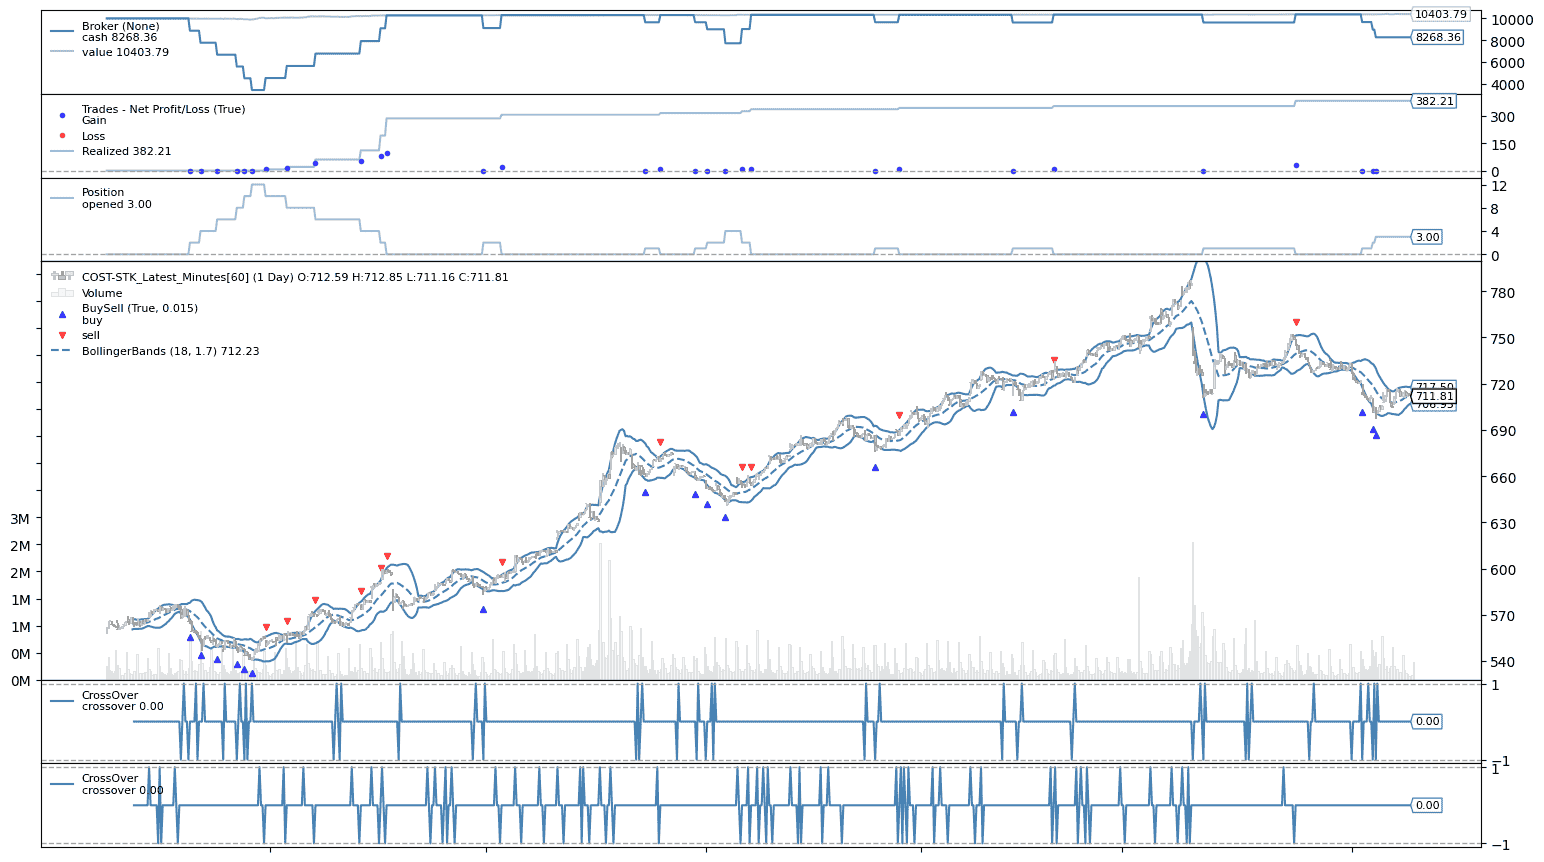 Broker (None)
cash 8268.36
value 10403.79
10403.79
10000
8268.36
8000
6000
4000
Trades - Net Profit/Loss (True)
Gain
Loss
Realized 382.21
382.21
300
150
0
Position
opened 3.00
12
8
4
3.00
0
COST-STK_Latest_Minutes[60] (1 Day) O:712.59 H:712.85 L:711.16 C:711.81
Volume
BuySell (True, 0.015)
buy
sell
BollingerBands (18, 1.7) 712.23
780
750
720
717.50
711.81
706.95
690
660
630
600
570
540
3M
2M
2M
1M
1M
0M
0M
CrossOver
crossover 0.00
1
0.00
−1
CrossOver
crossover 0.00
1
0.00
−1